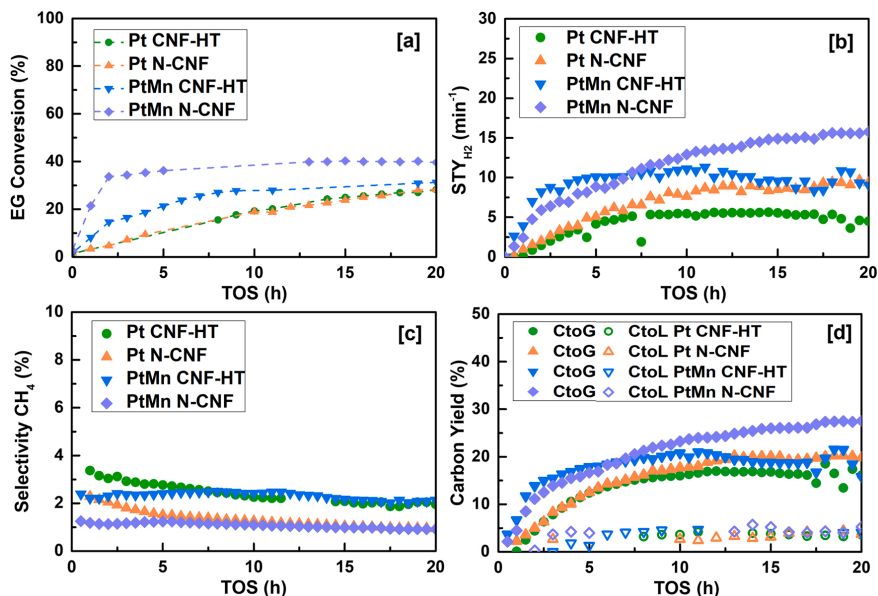 [a]
Pt CNF-HT
Pt N-CNF
PtMn CNF-HT
PtMn N-CNF
EG Conversion (%)
100
80
60
40
20
0
0 5 10 15 20
TOS (h)
[b]
Pt CNF-HT
Pt N-CNF
PtMn CNF-HT
PtMn N-CNF
STY_H2 (min⁻¹)
30
25
20
15
10
5
0
0 5 10 15 20
TOS (h)
[c]
Pt CNF-HT
Pt N-CNF
PtMn CNF-HT
PtMn N-CNF
Selectivity CH₄ (%)
10
8
6
4
2
0
0 5 10 15 20
TOS (h)
[d]
CtoG CtoL Pt CNF-HT
CtoG CtoL Pt N-CNF
CtoG CtoL PtMn CNF-HT
CtoG CtoL PtMn N-CNF
Carbon Yield (%)
50
40
30
20
10
0
0 5 10 15 20
TOS (h)